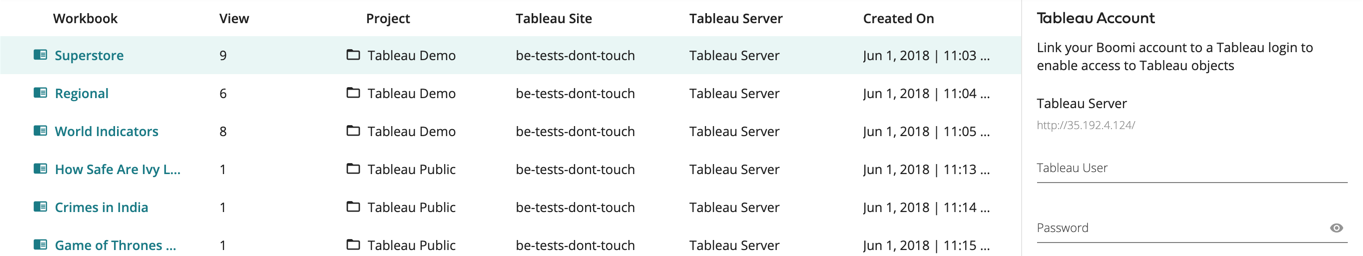 Workbook View Project Tableau Site Tableau Server Created On
Superstore 9 Tableau Demo be-tests-dont-touch Tableau Server Jun 1, 2018 | 11:03 ...
Regional 6 Tableau Demo be-tests-dont-touch Tableau Server Jun 1, 2018 | 11:04 ...
World Indicators 8 Tableau Demo be-tests-dont-touch Tableau Server Jun 1, 2018 | 11:05 ...
How Safe Are Ivy L... 1 Tableau Public be-tests-dont-touch Tableau Server Jun 1, 2018 | 11:13 ...
Crimes in India 1 Tableau Public be-tests-dont-touch Tableau Server Jun 1, 2018 | 11:14 ...
Game of Thrones ... 1 Tableau Public be-tests-dont-touch Tableau Server Jun 1, 2018 | 11:15 ...
Tableau Account
Link your Boomi account to a Tableau login to
enable access to Tableau objects
Tableau Server
http://35.192.4.124/
Tableau User
Password